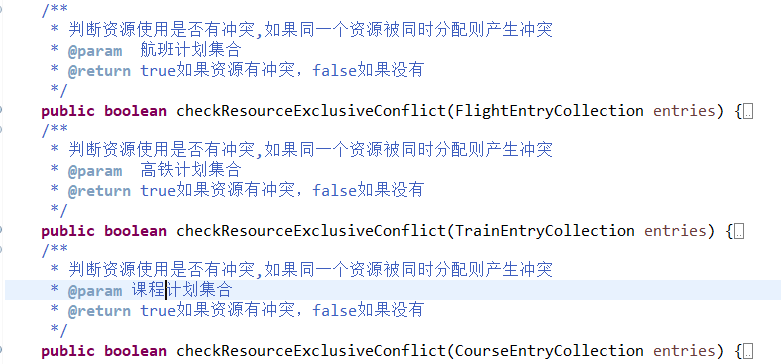 /**
 * 判断资源使用是否有冲突,如果同一个资源被同时分配则产生冲突
 * @param  航班计划集合
 * @return true如果资源有冲突，false如果没有
 */
public boolean checkResourceExclusiveConflict(FlightEntryCollection entries) {..
/**
 * 判断资源使用是否有冲突,如果同一个资源被同时分配则产生冲突
 * @param  高铁计划集合
 * @return true如果资源有冲突，false如果没有
 */
public boolean checkResourceExclusiveConflict(TrainEntryCollection entries) {..
/**
 * 判断资源使用是否有冲突,如果同一个资源被同时分配则产生冲突
 * @param 课程计划集合
 * @return true如果资源有冲突，false如果没有
 */
public boolean checkResourceExclusiveConflict(CourseEntryCollection entries) {..